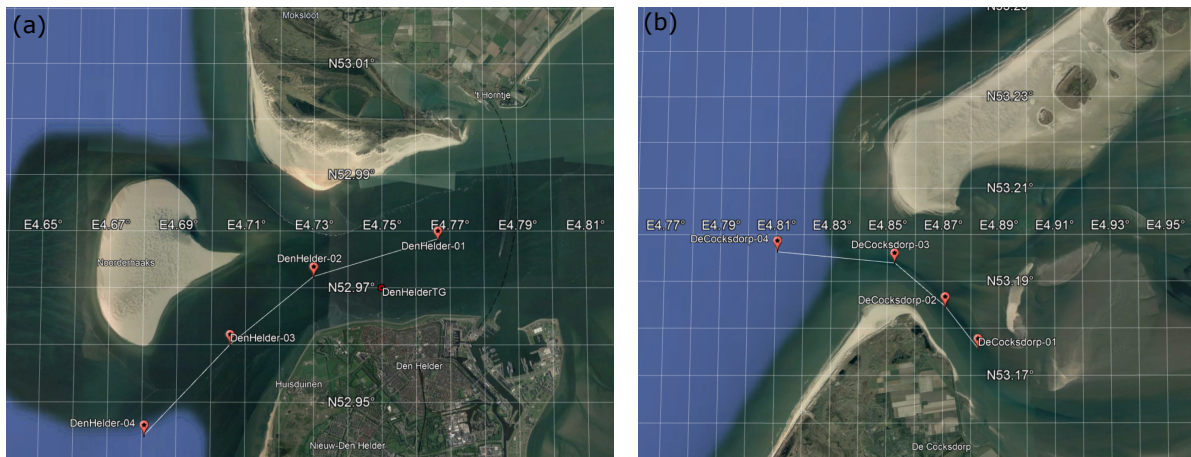 (a)
Moksloot
N53.01°
't Horntje
N52.99°
E4.65° E4.67° E4.69° E4.71° E4.73° E4.75° E4.77° E4.79° E4.81°
DenHelder-01
DenHelder-02
Noorderhaaks
N52.97°
DenHelderTG
DenHelder-03
Den Helder
Huisduinen
N52.95°
DenHelder-04
Nieuw-Den Helder
(b)
N53.25°
N53.23°
N53.21°
E4.77° E4.79° E4.81° E4.83° E4.85° E4.87° E4.89° E4.91° E4.93° E4.95°
DeCocksdorp-04
DeCocksdorp-03
N53.19°
DeCocksdorp-02
DeCocksdorp-01
N53.17°
De Cocksdorp